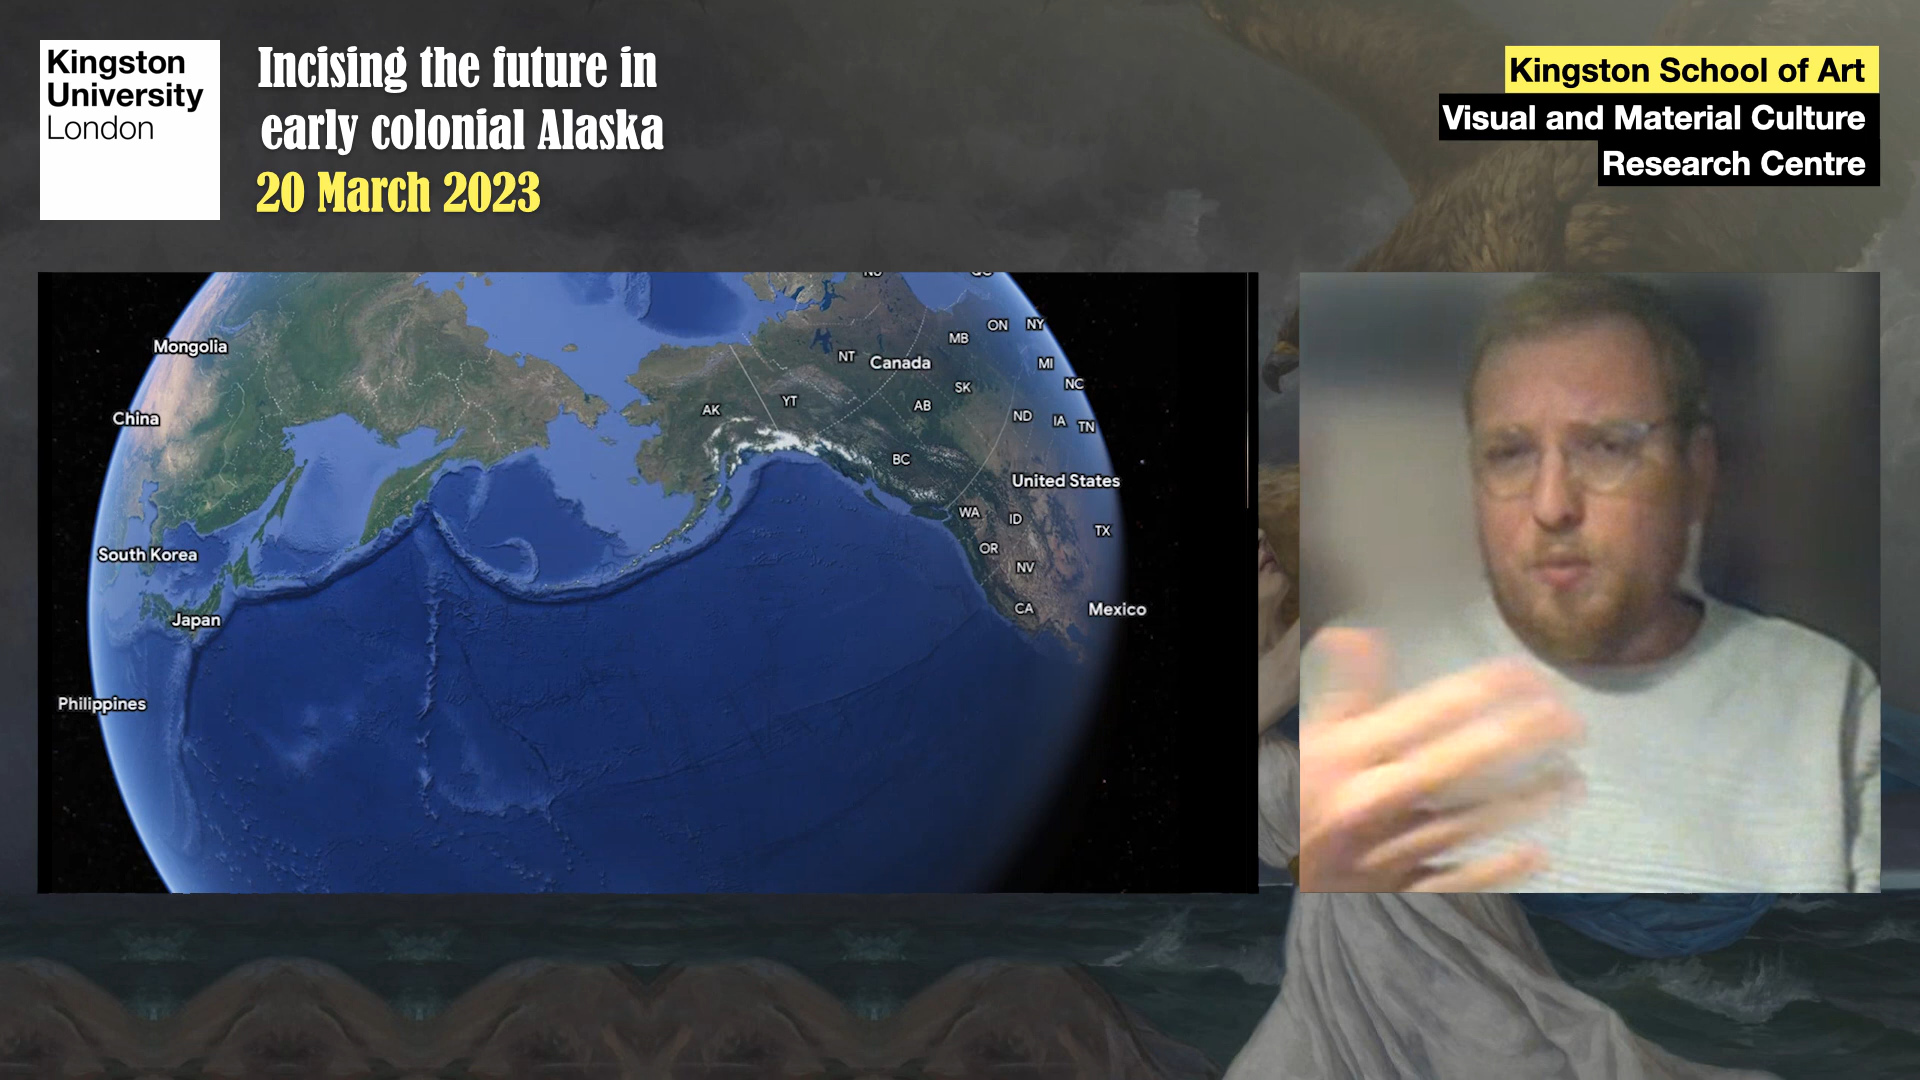 Kingston
University
London
Incising the future in
early colonial Alaska
20 March 2023
Kingston School of Art
Visual and Material Culture
Research Centre
Mongolia
China
South Korea
Japan
Philippines
AK
YT
NT
Canada
MB
ON
NY
MI
NC
SK
AB
ND
IA
TN
BC
United States
WA
ID
TX
OR
NV
CA
Mexico